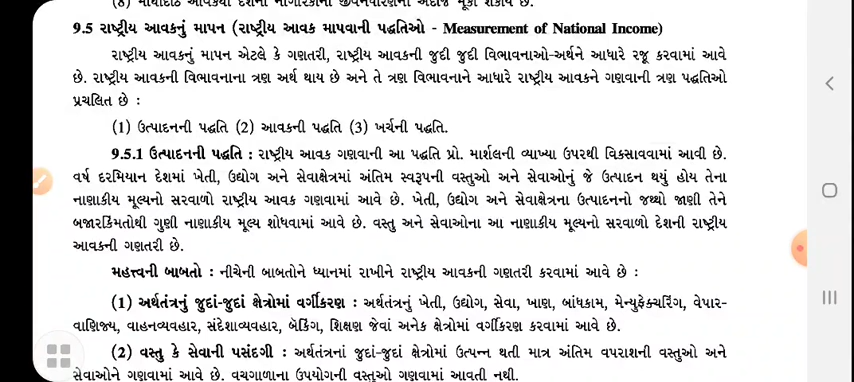 (8) માથાદીઠ આવકથી દેશના નાગરિકોના જીવનધોરણનો અંદાજ મૂકી શકાય છે.
9.5 રાષ્ટ્રીય આવકનું માપન (રાષ્ટ્રીય આવક માપવાની પદ્ધતિઓ - Measurement of National Income)
રાષ્ટ્રીય આવકનું માપન એટલે કે ગણતરી, રાષ્ટ્રીય આવકની જુદી જુદી વિભાવનાઓ-અર્થને આધારે રજૂ કરવામાં આવે
છે. રાષ્ટ્રીય આવકની વિભાવનાના ત્રણ અર્થ થાય છે અને તે ત્રણ વિભાવનાને આધારે રાષ્ટ્રીય આવકને ગણવાની ત્રણ પદ્ધતિઓ
પ્રચલિત છે :
(1) ઉત્પાદનની પદ્ધતિ (2) આવકની પદ્ધતિ (3) ખર્ચની પદ્ધતિ.
9.5.1 ઉત્પાદનની પદ્ધતિ : રાષ્ટ્રીય આવક ગણવાની આ પદ્ધતિ પ્રો. માર્શલની વ્યાખ્યા ઉપરથી વિકસાવવામાં આવી છે.
વર્ષ દરમિયાન દેશમાં ખેતી, ઉદ્યોગ અને સેવાક્ષેત્રમાં અંતિમ સ્વરૂપની વસ્તુઓ અને સેવાઓનું જે ઉત્પાદન થયું હોય તેના
નાણાકીય મૂલ્યનો સરવાળો રાષ્ટ્રીય આવક ગણવામાં આવે છે. ખેતી, ઉદ્યોગ અને સેવાક્ષેત્રના ઉત્પાદનનો જથ્થો જાણી તેને
બજારકિંમતોથી ગુણી નાણાકીય મૂલ્ય શોધવામાં આવે છે. વસ્તુ અને સેવાઓના આ નાણાકીય મૂલ્યનો સરવાળો દેશની રાષ્ટ્રીય
આવકની ગણતરી છે.
મહત્ત્વની બાબતો : નીચેની બાબતોને ધ્યાનમાં રાખીને રાષ્ટ્રીય આવકની ગણતરી કરવામાં આવે છે :
(1) અર્થતંત્રનું જુદાં-જુદાં ક્ષેત્રોમાં વર્ગીકરણ : અર્થતંત્રનું ખેતી, ઉદ્યોગ, સેવા, ખાણ, બાંધકામ, મેન્યુફેક્ચરિંગ, વેપાર-
વાણિજ્ય, વાહનવ્યવહાર, સંદેશાવ્યવહાર, બેંકિંગ, શિક્ષણ જેવાં અનેક ક્ષેત્રોમાં વર્ગીકરણ કરવામાં આવે છે.
(2) વસ્તુ કે સેવાની પસંદગી : અર્થતંત્રનાં જુદાં-જુદાં ક્ષેત્રોમાં ઉત્પન્ન થતી માત્ર અંતિમ વપરાશની વસ્તુઓ અને
સેવાઓને ગણવામાં આવે છે. વચગાળાના ઉપયોગની વસ્તુઓ ગણવામાં આવતી નથી.